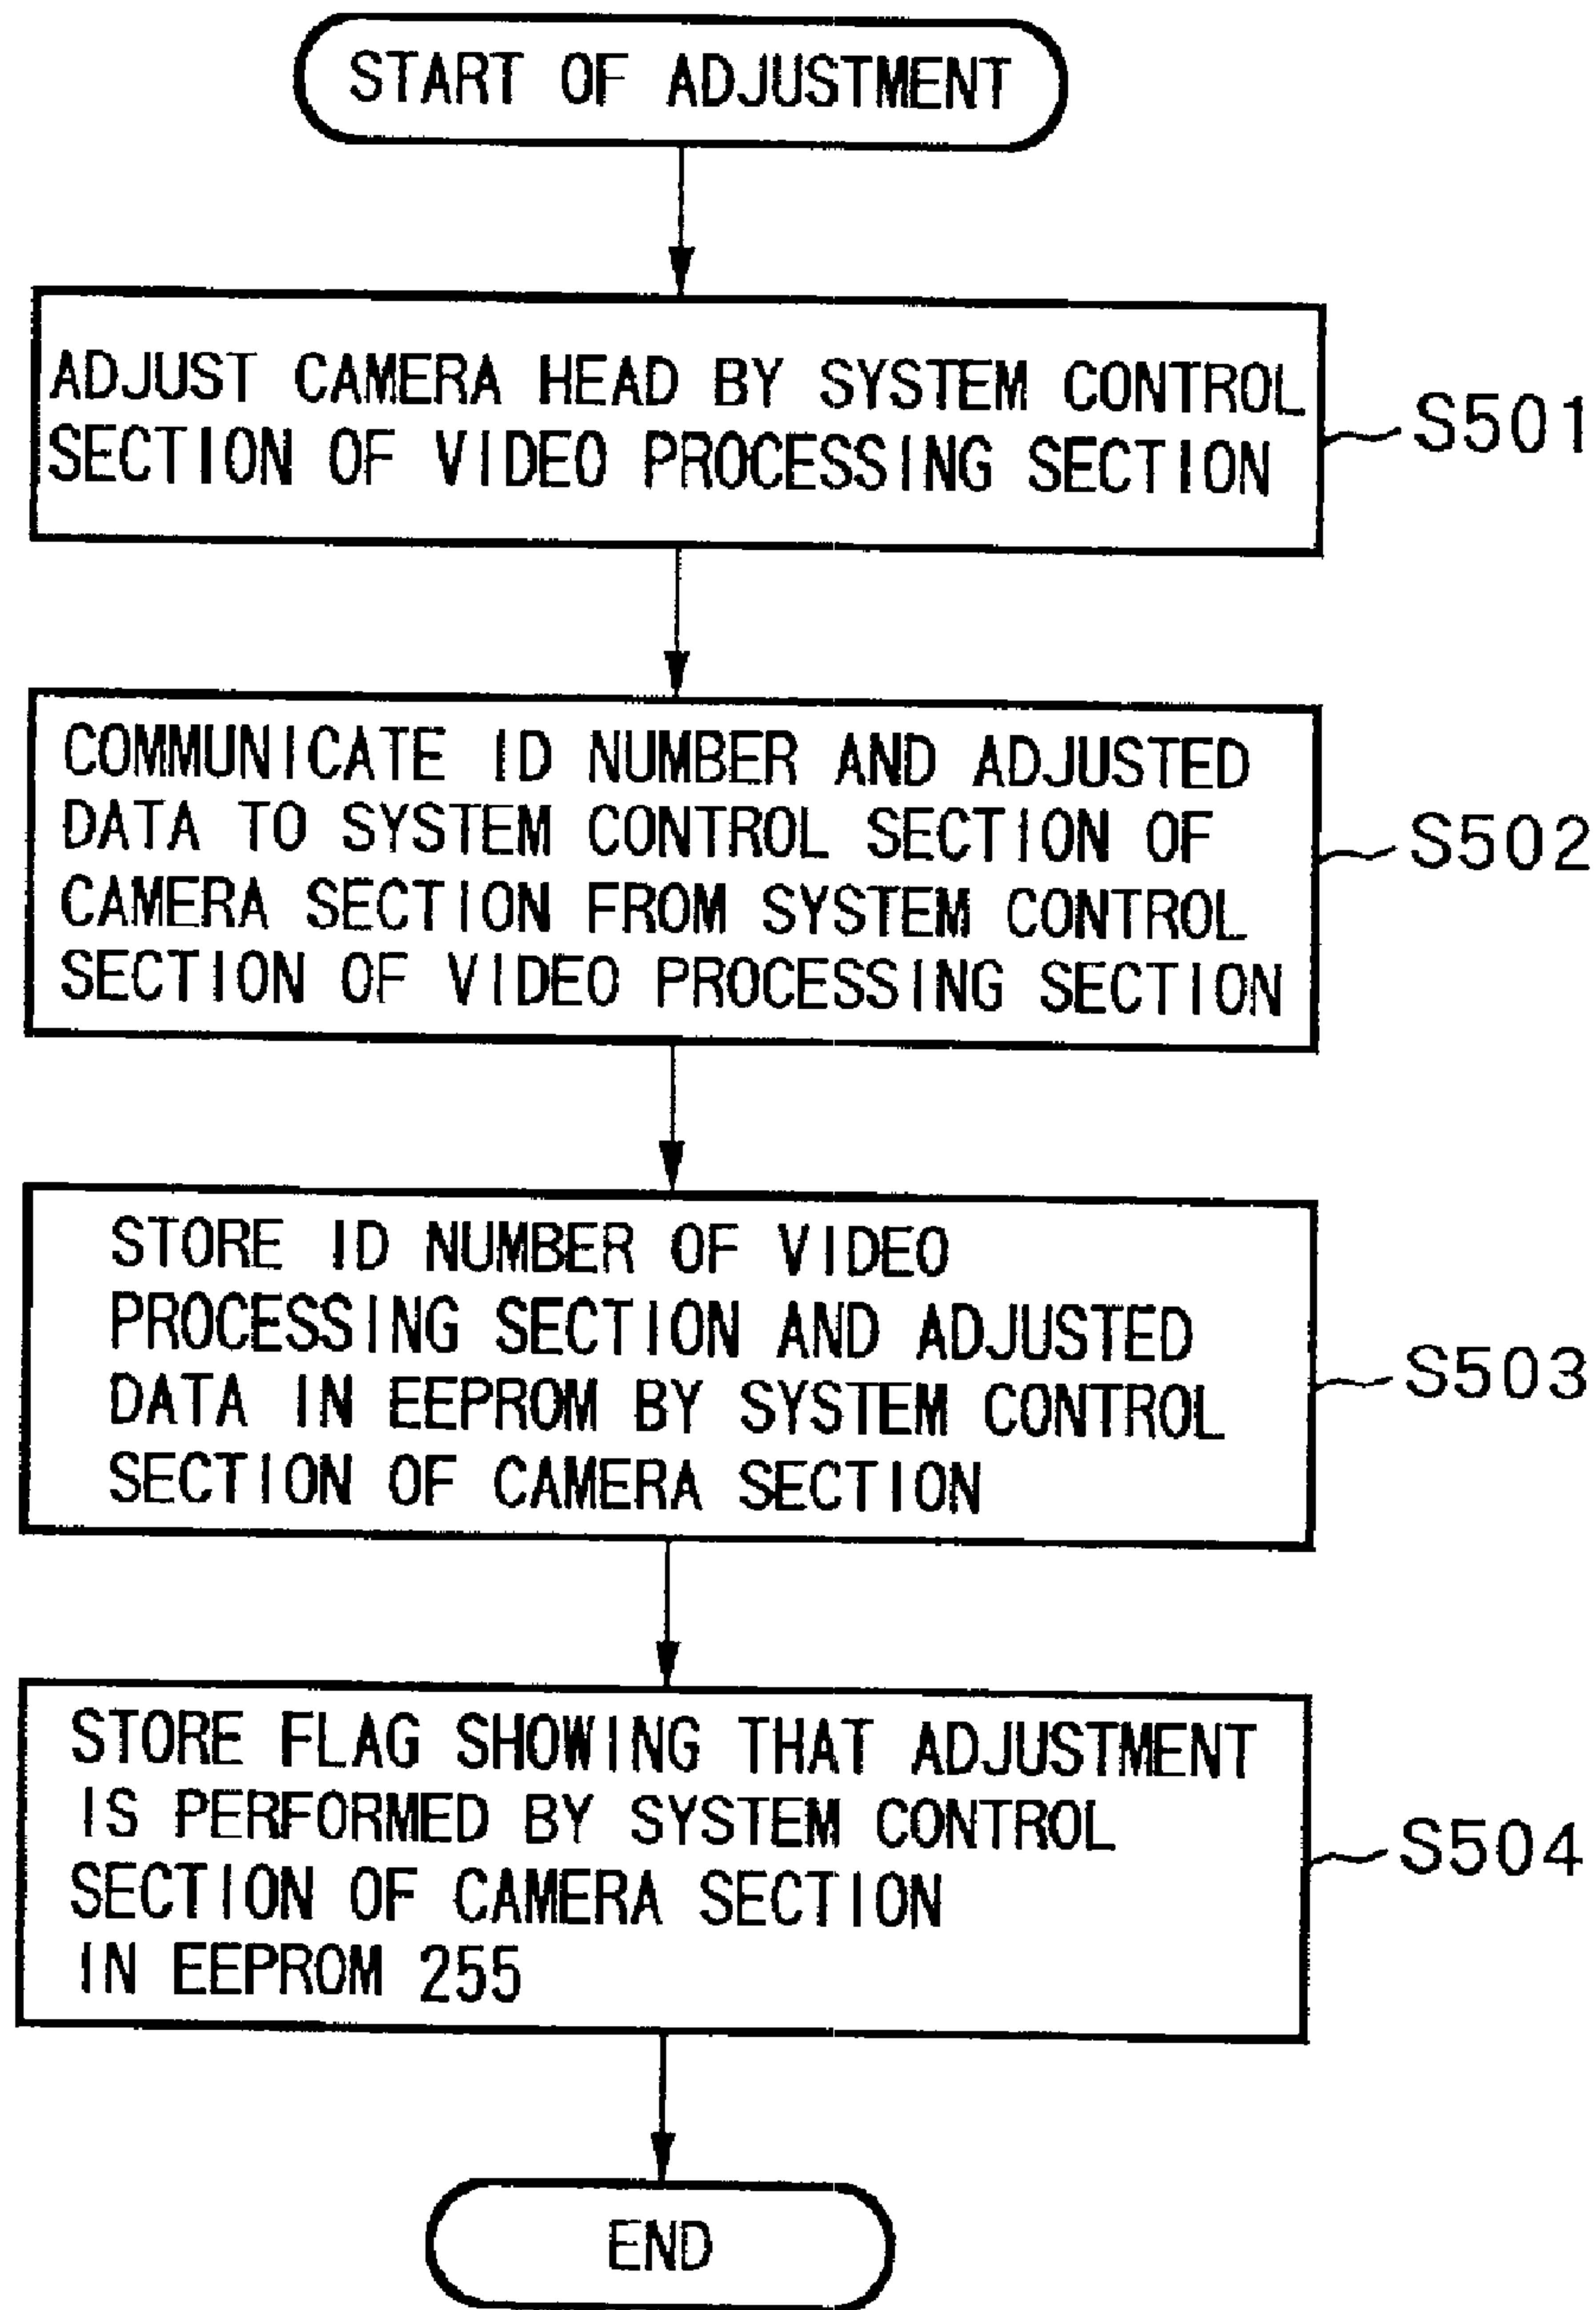 START OF ADJUSTMENT
ADJUST CAMERA HEAD BY SYSTEM CONTROL
SECTION OF VIDEO PROCESSING SECTION
S501
COMMUNICATE ID NUMBER AND ADJUSTED
DATA TO SYSTEM CONTROL SECTION OF
CAMERA SECTION FROM SYSTEM CONTROL
SECTION OF VIDEO PROCESSING SECTION
S502
STORE ID NUMBER OF VIDEO
PROCESSING SECTION AND ADJUSTED
DATA IN EEPROM BY SYSTEM CONTROL
SECTION OF CAMERA SECTION
S503
STORE FLAG SHOWING THAT ADJUSTMENT
IS PERFORMED BY SYSTEM CONTROL
SECTION OF CAMERA SECTION
IN EEPROM 255
S504
END